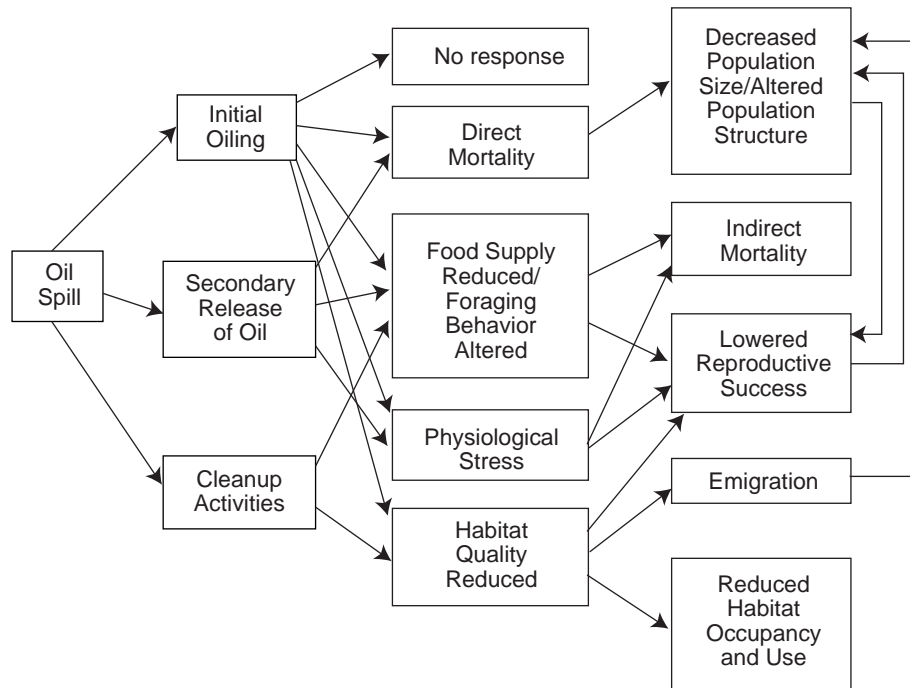 Oil
Spill
Initial
Oiling
Secondary
Release
of Oil
Cleanup
Activities
No response
Direct
Mortality
Food Supply
Reduced/
Foraging
Behavior
Altered
Physiological
Stress
Habitat
Quality
Reduced
Decreased
Population
Size/Altered
Population
Structure
Indirect
Mortality
Lowered
Reproductive
Success
Emigration
Reduced
Habitat
Occupancy
and Use